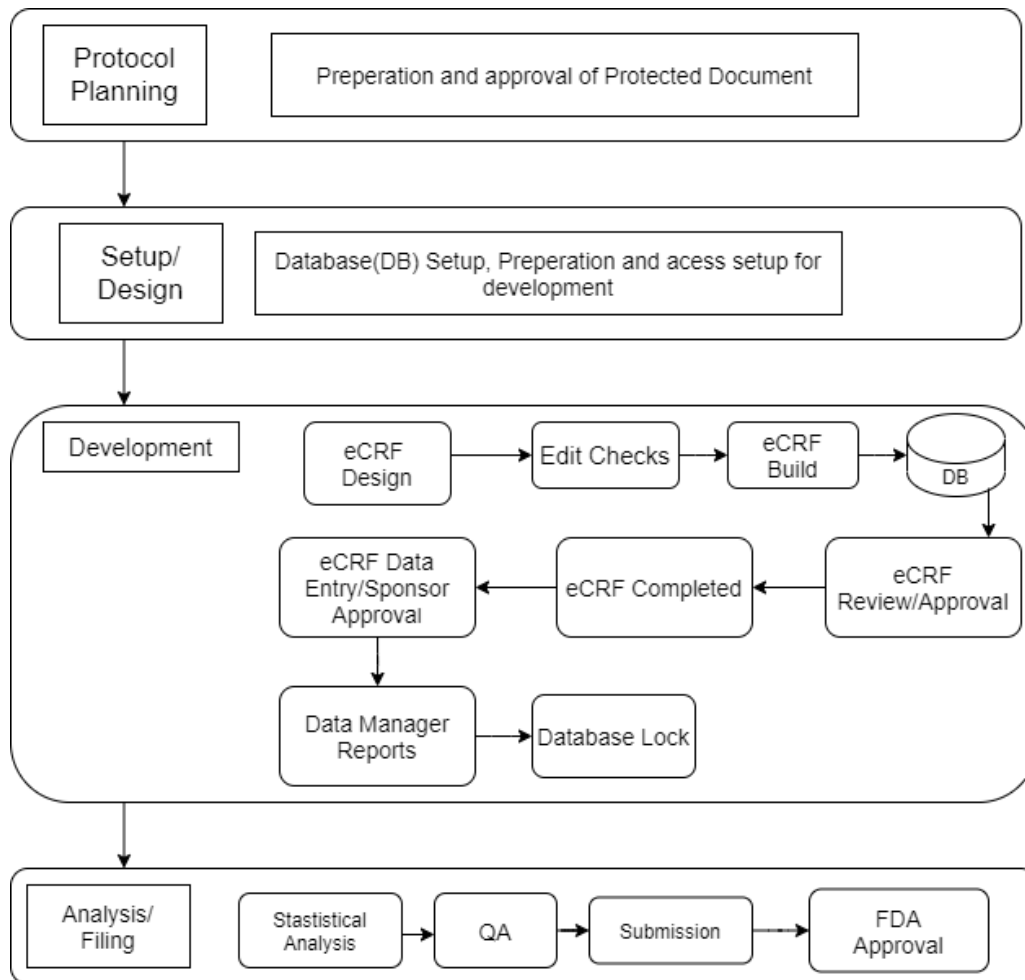 Protocol
Planning
Preperation and approval of Protected Document
Setup/
Design
Database(DB) Setup, Preperation and acess setup for
development
Development
eCRF
Design
Edit Checks
eCRF
Build
DB
eCRF Data
Entry/Sponsor
Approval
eCRF Completed
eCRF
Review/Approval
Data Manager
Reports
Database Lock
Analysis/
Filing
Stastistical
Analysis
QA
Submission
FDA
Approval